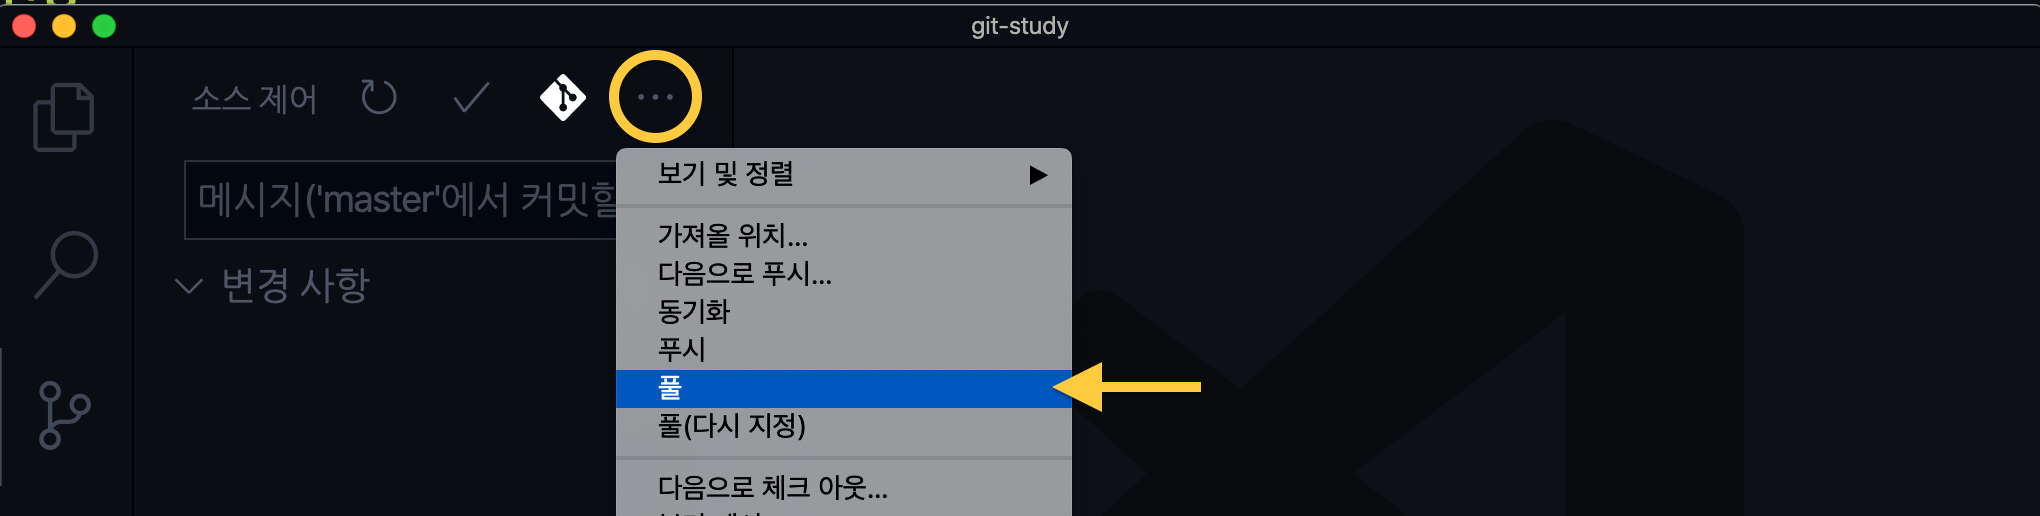 git-study
소스 제어
메시지('master'에서 커밋할
변경 사항
보기 및 정렬
가져올 위치...
다음으로 푸시...
동기화
푸시
풀
풀(다시 지정)
다음으로 체크 아웃...